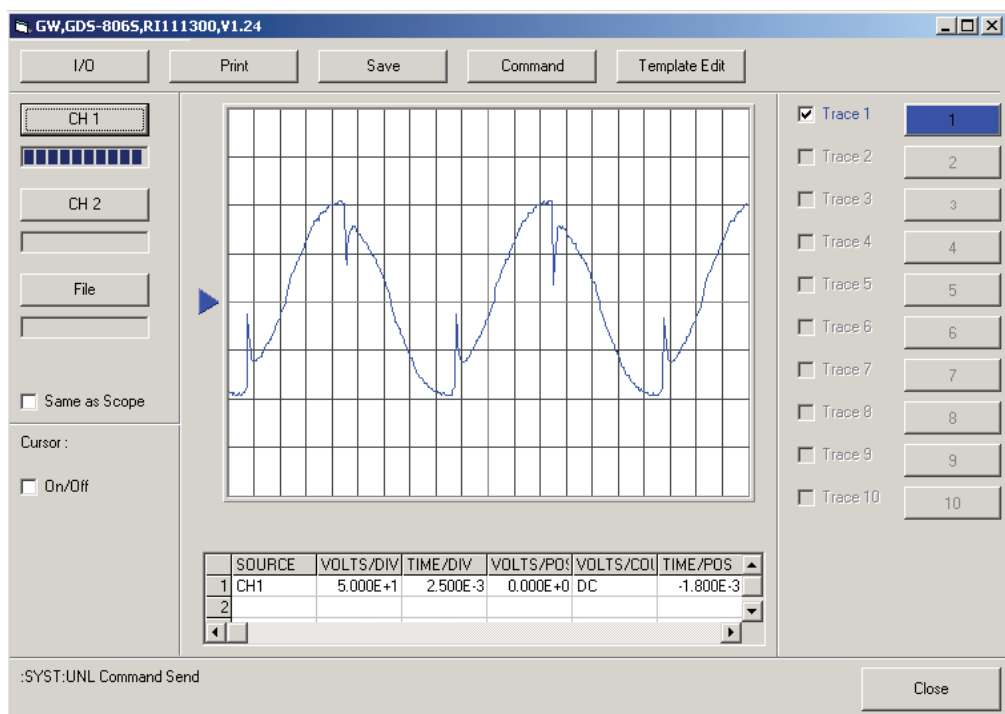 GW,GDS-806S,RI111300,V1.24
I/O Print Save Command Template Edit
CH 1
CH 2
File
Same as Scope
Cursor :
On/Off
Trace 1 1
Trace 2 2
Trace 3 3
Trace 4 4
Trace 5 5
Trace 6 6
Trace 7 7
Trace 8 8
Trace 9 9
Trace 10 10
SOURCE VOLTS/DIV TIME/DIV VOLTS/POS VOLTS/COU TIME/POS
1 CH1 5.000E+1 2.500E-3 0.000E+0 DC -1.800E-3
2
:SYST:UNL Command Send
Close